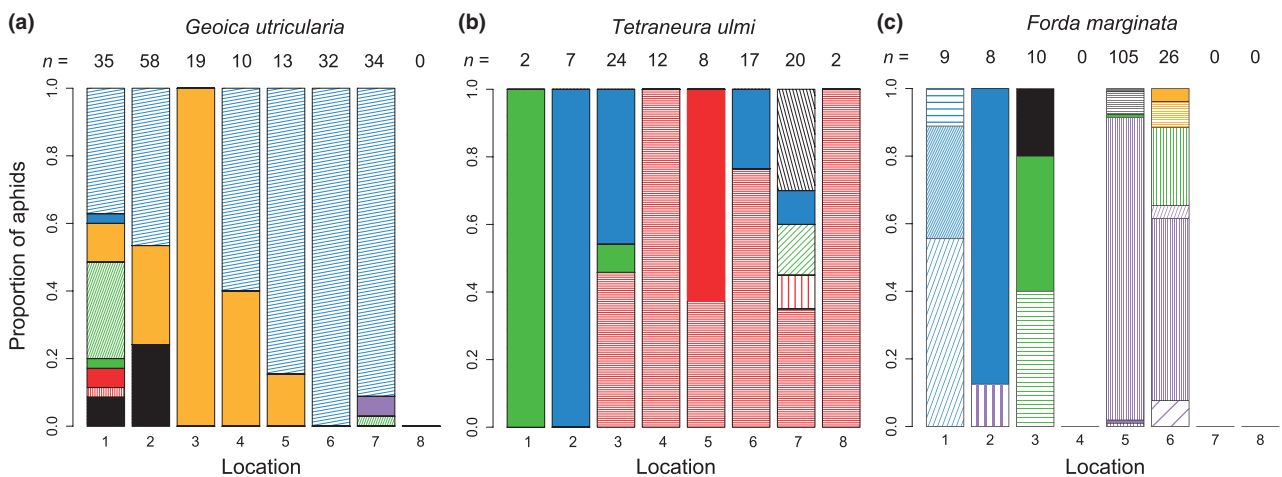 (a) Geoica utricularia
n = 35 58 19 10 13 32 34 0
Proportion of aphids
1.0
0.8
0.6
0.4
0.2
0.0
1 2 3 4 5 6 7 8
Location
(b) Tetraneura ulmi
2 7 24 12 8 17 20 2
1.0
0.8
0.6
0.4
0.2
0.0
1 2 3 4 5 6 7 8
Location
(c) Forda marginata
n = 9 8 10 0 105 26 0 0
1.0
0.8
0.6
0.4
0.2
0.0
1 2 3 4 5 6 7 8
Location